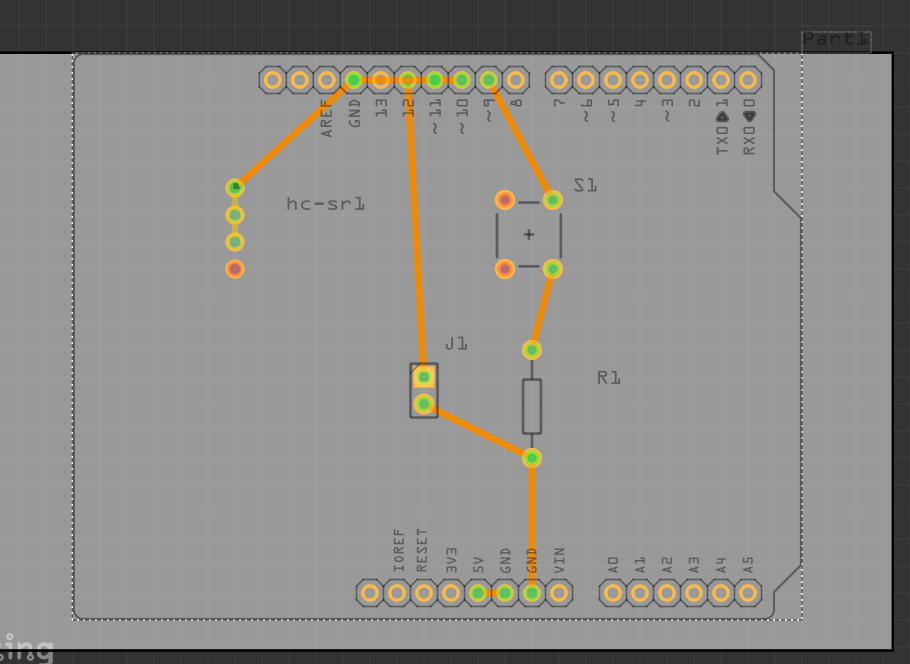 Part1
AREF
GND
13
12
~11
~10
~9
8
7
~6
~5
4
~3
2
TX0▶1
RX0◀0
S1
hc-sr1
J1
R1
IOREF
RESET
3V3
5V
GND
GND
VIN
A0
A1
A2
A3
A4
A5